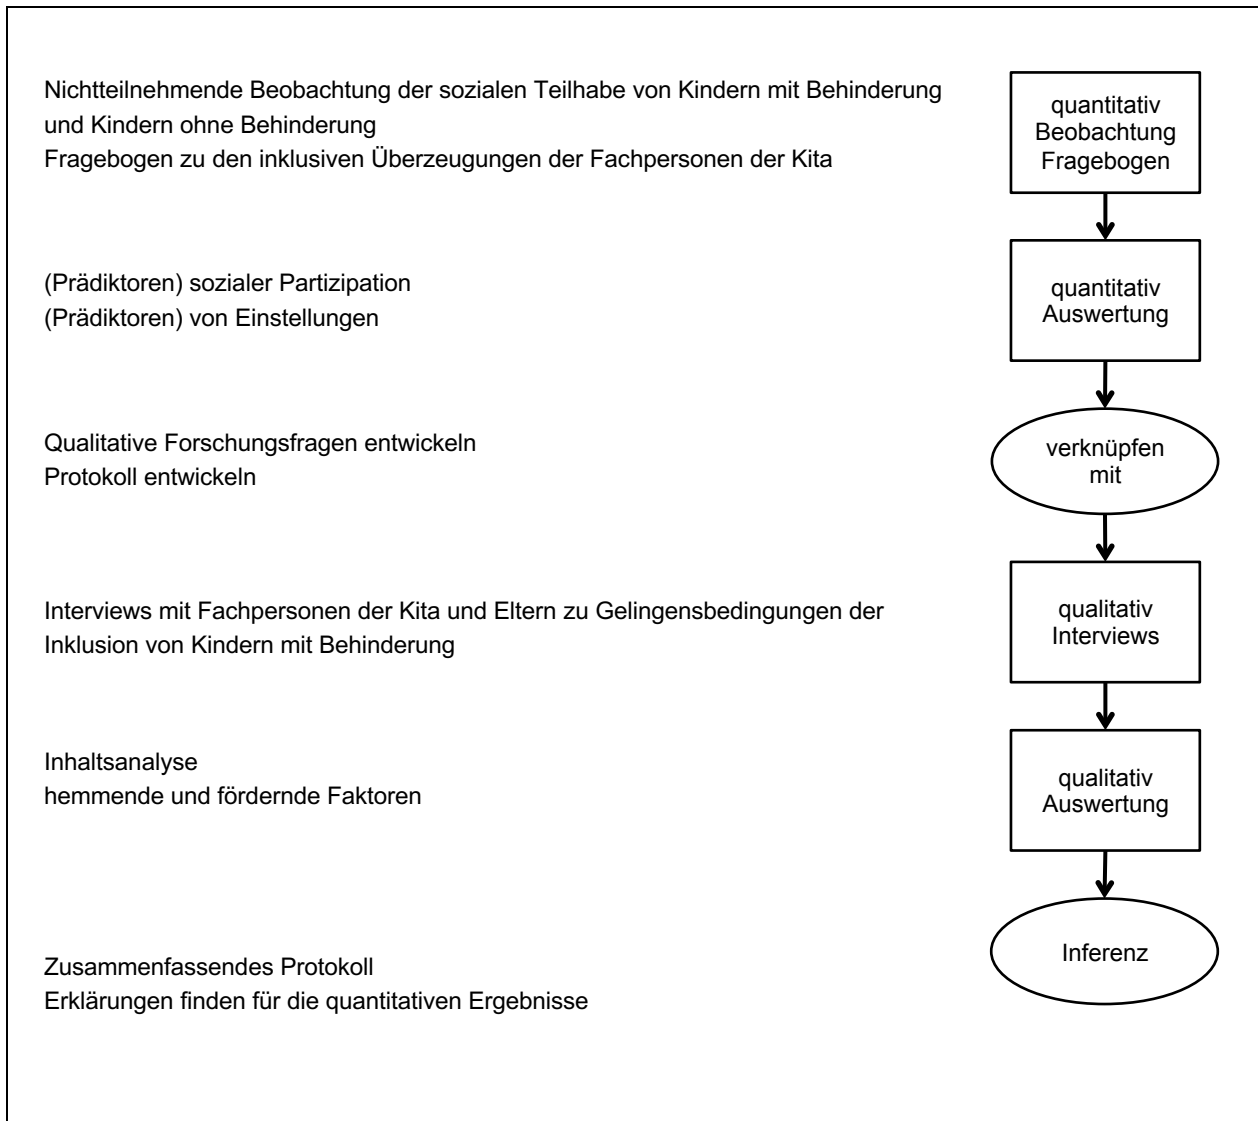 Nichtteilnehmende Beobachtung der sozialen Teilhabe von Kindern mit Behinderung
und Kindern ohne Behinderung
Fragebogen zu den inklusiven Überzeugungen der Fachpersonen der Kita
quantitativ
Beobachtung
Fragebogen
(Prädiktoren) sozialer Partizipation
(Prädiktoren) von Einstellungen
quantitativ
Auswertung
Qualitative Forschungsfragen entwickeln
Protokoll entwickeln
verknüpfen
mit
Interviews mit Fachpersonen der Kita und Eltern zu Gelingensbedingungen der
Inklusion von Kindern mit Behinderung
qualitativ
Interviews
Inhaltsanalyse
hemmende und fördernde Faktoren
qualitativ
Auswertung
Zusammenfassendes Protokoll
Erklärungen finden für die quantitativen Ergebnisse
Inferenz